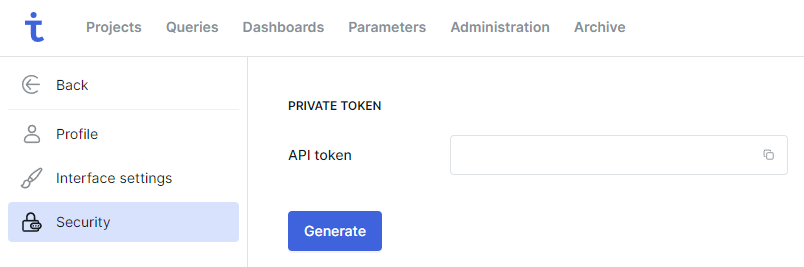 Projects Queries Dashboards Parameters Administration Archive
Back
Profile
Interface settings
Security
PRIVATE TOKEN
API token
Generate